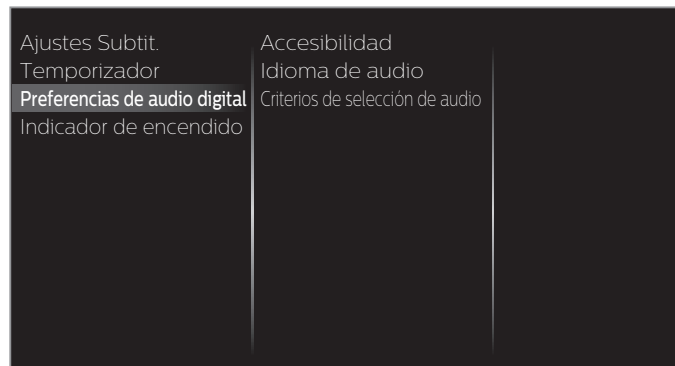 Ajustes Subtit.
Temporizador
Preferencias de audio digital
Indicador de encendido
Accesibilidad
Idioma de audio
Criterios de selección de audio